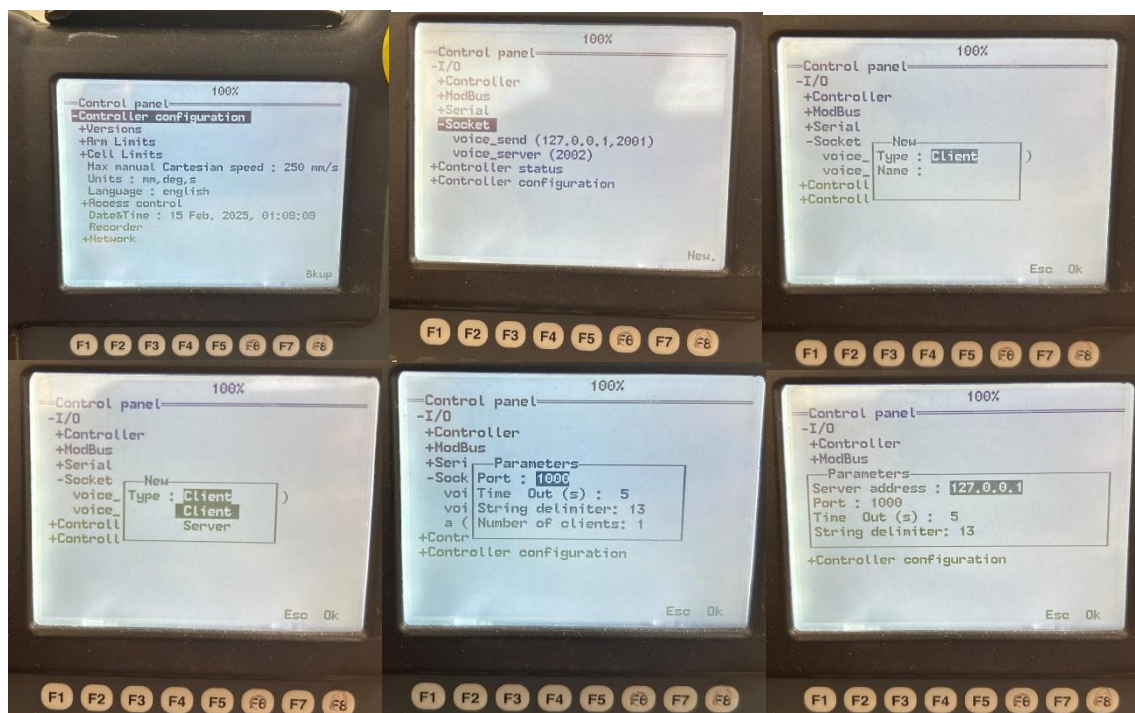 100%
Control panel
-Controller configuration
+Versions
+Arm Limits
+Cell Limits
Max manual Cartesian speed : 250 mm/s
Units : mm,deg,s
Language : english
+Access control
Date&Time : 15 Feb. 2025, 01:09:09
Recorder
+Network
Bkup
F1 F2 F3 F4 F5 F6 F7 F8
100%
Control panel
-I/O
+Controller
+ModBus
+Serial
-Socket
voice_send (127.0.0.1,2001)
voice_server (2002)
+Controller status
+Controller configuration
New.
F1 F2 F3 F4 F5 F6 F7 F8
100%
Control panel
-I/O
+Controller
+ModBus
+Serial
-Socket
New
voice_ Type : Client )
voice_ Name :
+Controll
+Controll
Esc Ok
F1 F2 F3 F4 F5 F6 F7 F8
100%
Control panel
-I/O
+Controller
+ModBus
+Serial
-Socket
New
voice_ Type : Client )
voice_ Client
+Controll Server
+Controll
Esc Ok
F1 F2 F3 F4 F5 F6 F7 F8
100%
Control panel
-I/O
+Controller
+ModBus
+Seri Parameters
-Sock Port : 1000
voi Time Out (s) : 5
voi String delimiter: 13
a ( Number of clients: 1
+Contr
+Controller configuration
Esc Ok
F1 F2 F3 F4 F5 F6 F7 F8
100%
Control panel
-I/O
+Controller
+ModBus
Parameters
Server address : 127.0.0.1
Port : 1000
Time Out (s) : 5
String delimiter: 13
+Controller configuration
Esc Ok
F1 F2 F3 F4 F5 F6 F7 F8